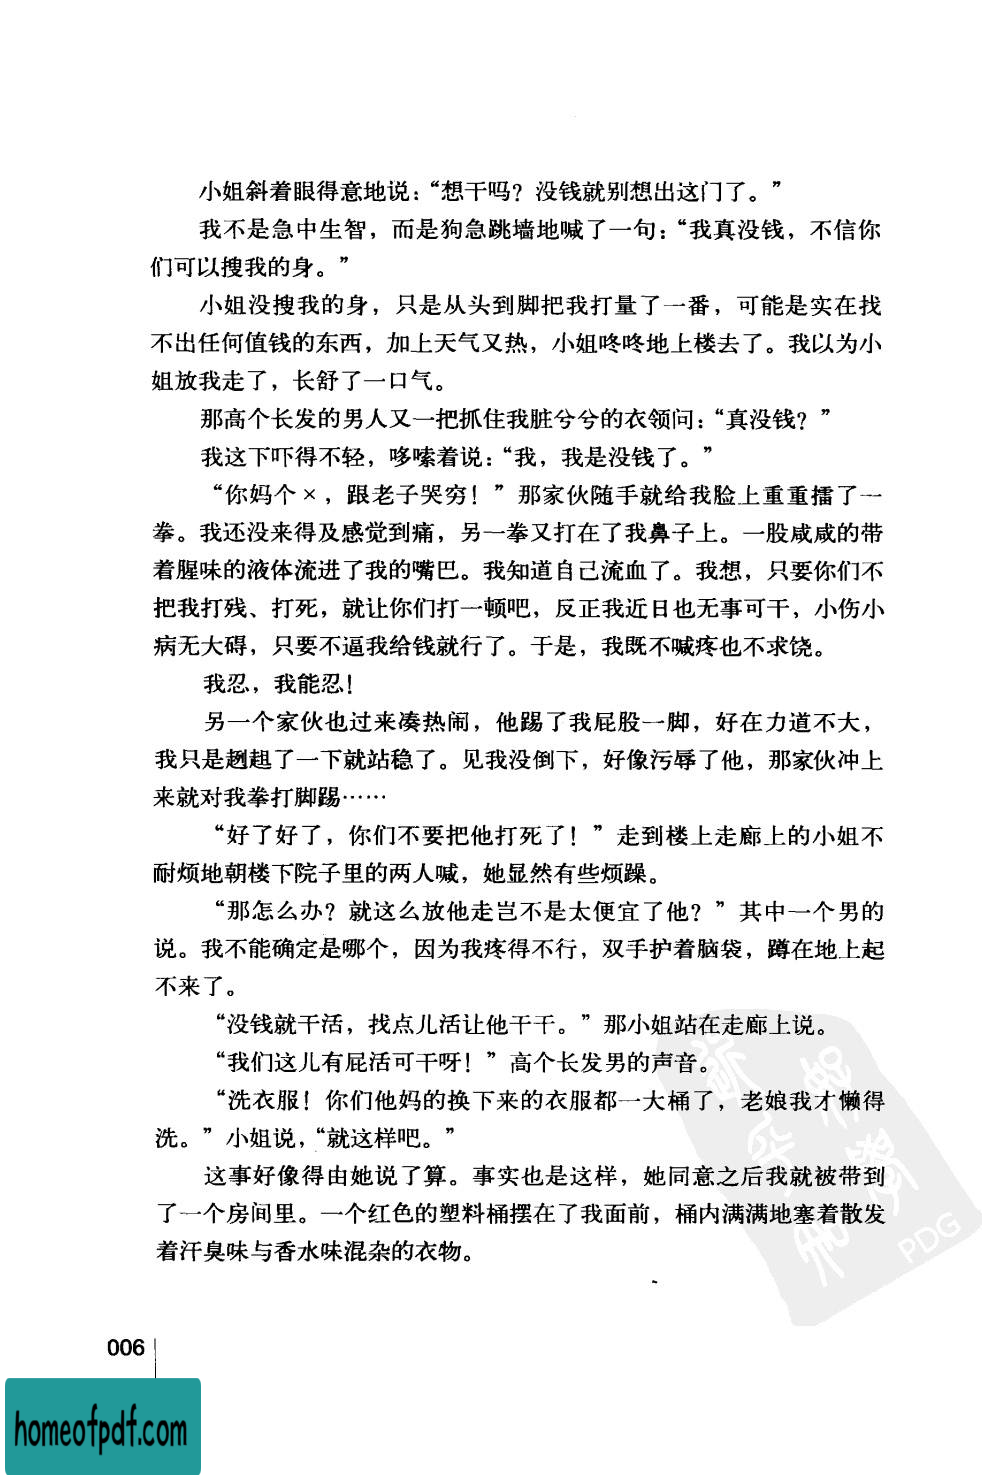 小姐斜着眼得意地说：“想干吗？没钱就别想出这门了。”
我不是急中生智，而是狗急跳墙地喊了一句：“我真没钱，不信你
们可以搜我的身。”
小姐没搜我的身，只是从头到脚把我打量了一番，可能是实在找
不出任何值钱的东西，加上天气又热，小姐咚咚地上楼去了。我以为小
姐放我走了，长舒了一口气。
那高个长发的男人又一把抓住我脏兮兮的衣领问：“真没钱？”
我这下吓得不轻，哆嗦着说：“我，我是没钱了。”
“你妈个×，跟老子哭穷！”那家伙随手就给我脸上重重擂了一
拳。我还没来得及感觉到痛，另一拳又打在了我鼻子上。一股咸咸的带
着腥味的液体流进了我的嘴巴。我知道自己流血了。我想，只要你们不
把我打残、打死，就让你们打一顿吧，反正我近日也无事可干，小伤小
病无大碍，只要不逼我给钱就行了。于是，我既不喊疼也不求饶。
我忍，我能忍！
另一个家伙也过来凑热闹，他踢了我屁股一脚，好在力道不大，
我只是趔趄了一下就站稳了。见我没倒下，好像污辱了他，那家伙冲上
来就对我拳打脚踢……
“好了好了，你们不要把他打死了！”走到楼上走廊上的小姐不
耐烦地朝楼下院子里的两人喊，她显然有些烦躁。
“那怎么办？就这么放他走岂不是太便宜了他？”其中一个男的
说。我不能确定是哪个，因为我疼得不行，双手护着脑袋，蹲在地上起
不来了。
“没钱就干活，找点儿活让他干干。”那小姐站在走廊上说。
“我们这儿有屁活可干呀！”高个长发男的声音。
“洗衣服！你们他妈的换下来的衣服都一大桶了，老娘我才懒得
洗。”小姐说，“就这样吧。”
这事好像得由她说了算。事实也是这样，她同意之后我就被带到
了一个房间里。一个红色的塑料桶摆在了我面前，桶内满满地塞着散发
着汗臭味与香水味混杂的衣物。
PDG
006
homeofpdf.com